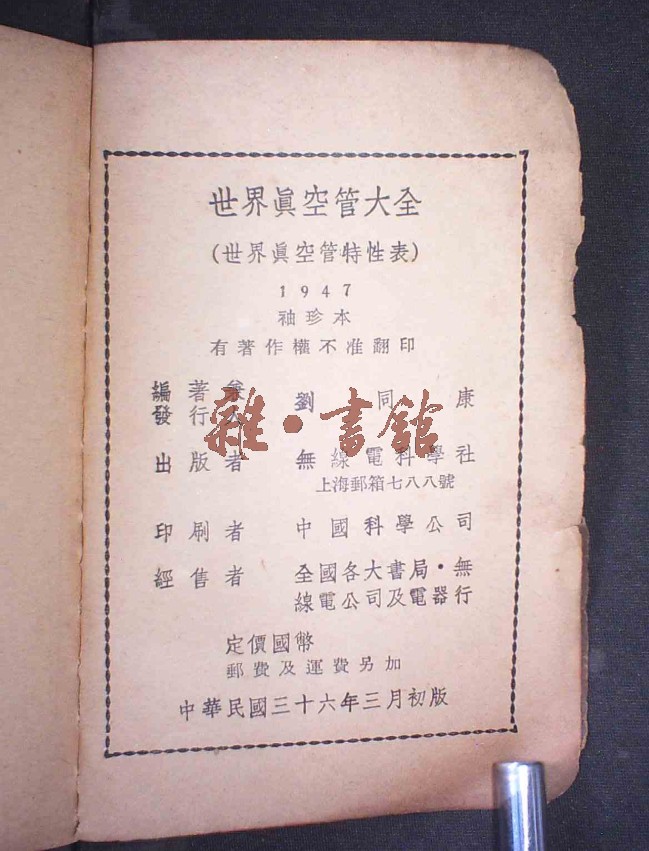 世界眞空管大全
(世界眞空管特性表)
1947
袖珍本
有著作權不准翻印
編著兼
發行人
劉同康
出版者 無線電科學社
上海郵箱七八八號
印刷者 中國科學公司
經售者 全國各大書局·無
線電公司及電器行
定價國幣
郵費及運費另加
中華民國三十六年三月初版
雜·書館